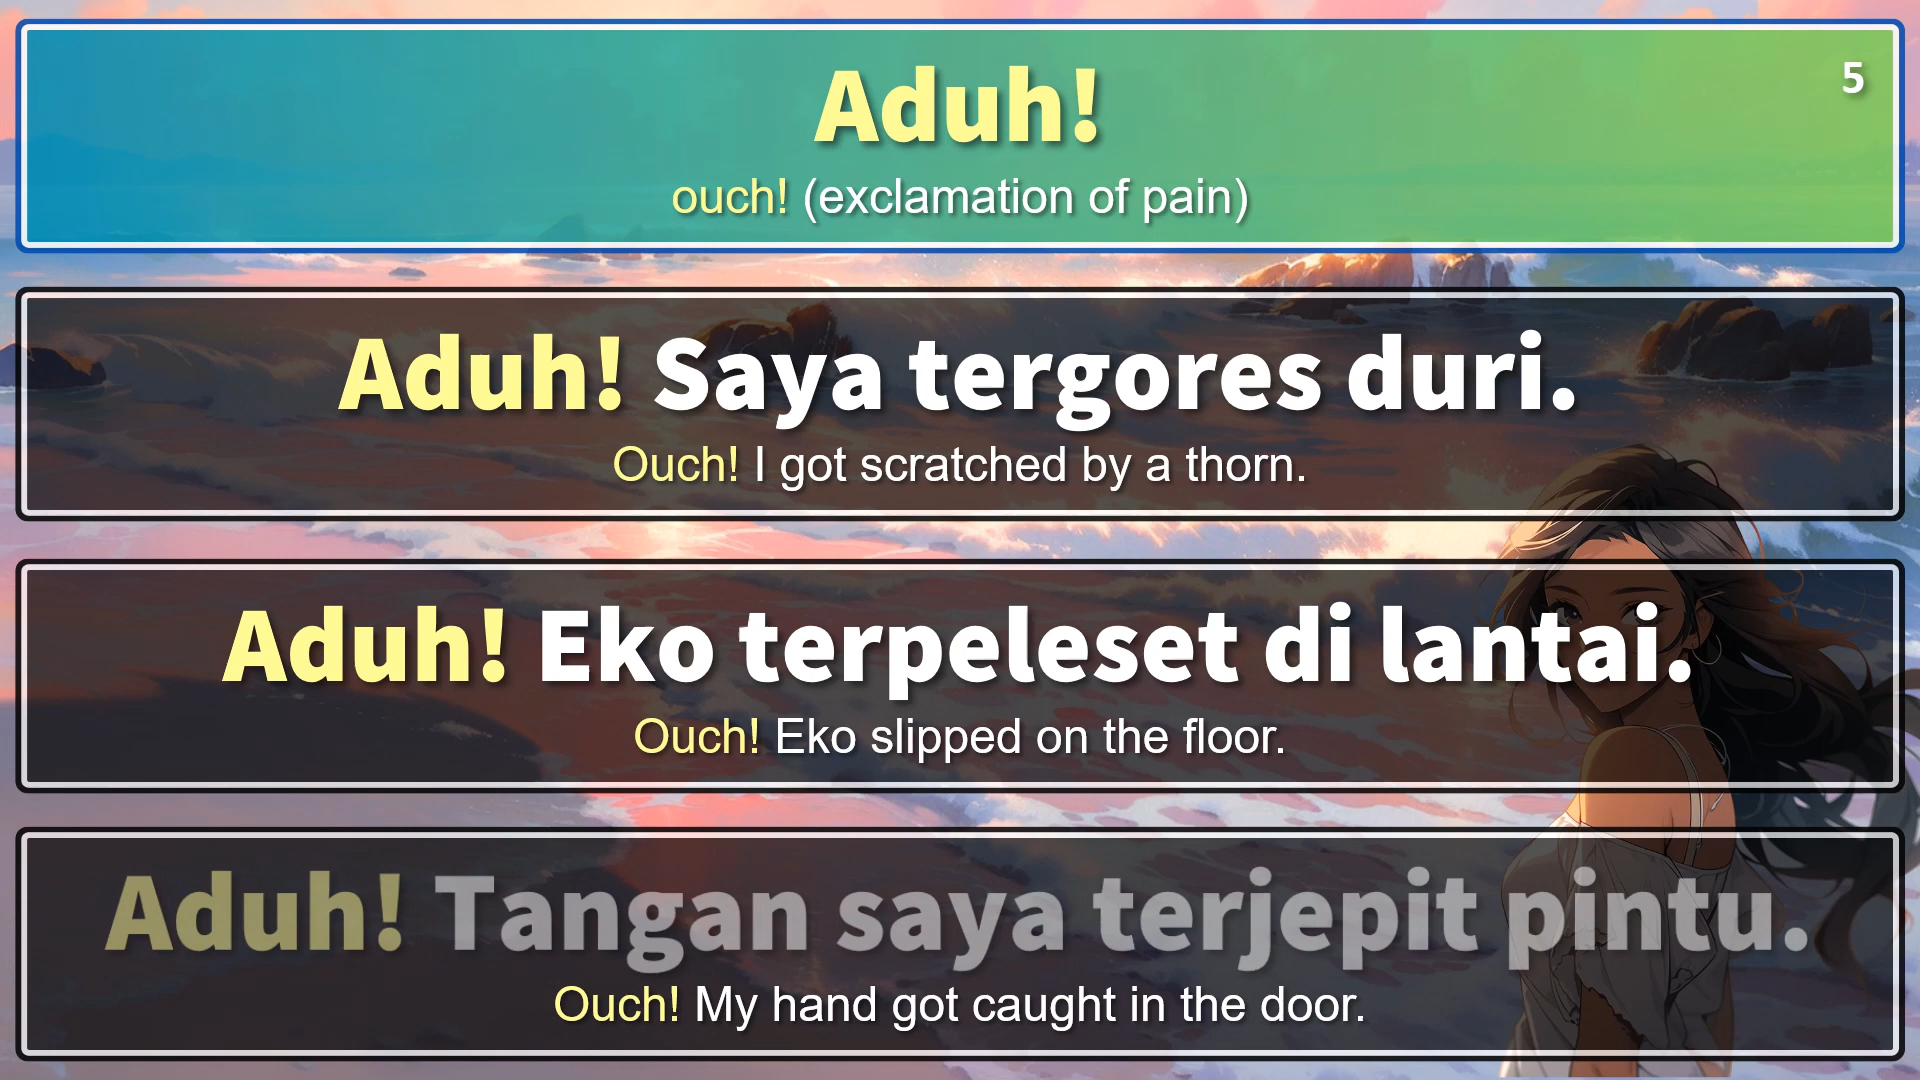 Aduh!
5
ouch! (exclamation of pain)
Aduh! Saya tergores duri.
Ouch! I got scratched by a thorn.
Aduh! Eko terpeleset di lantai.
Ouch! Eko slipped on the floor.
Aduh! Tangan saya terjepit pintu.
Ouch! My hand got caught in the door.